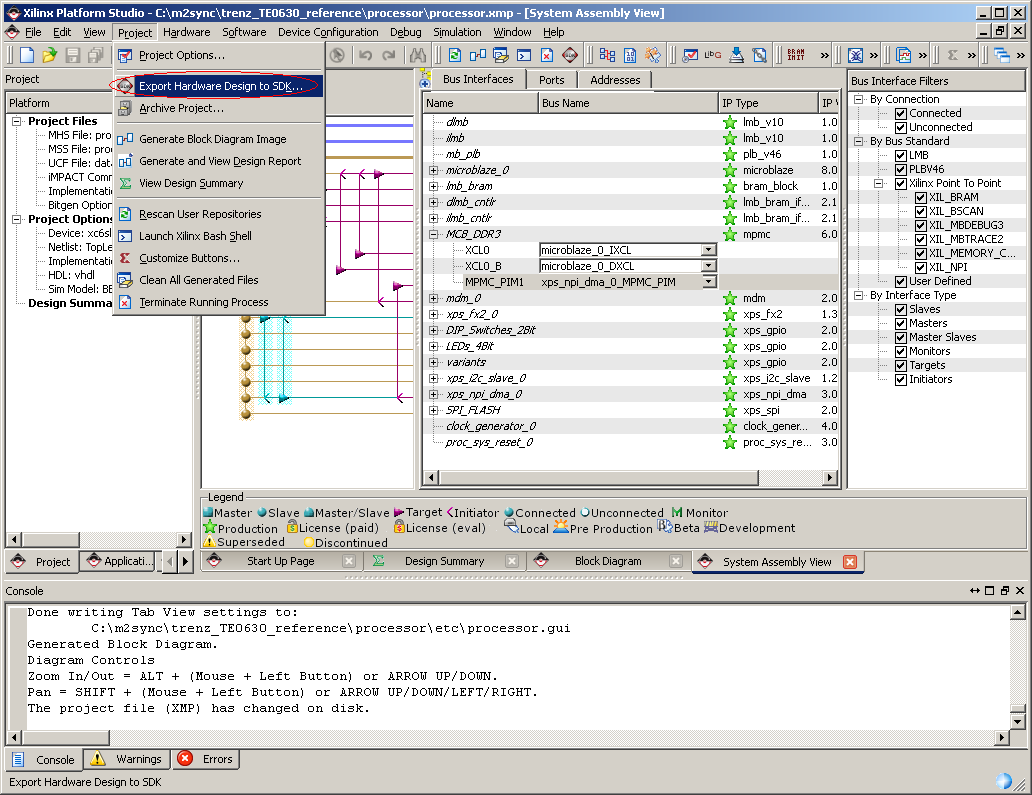 Xilinx Platform Studio - C:\m2sync\trenz_TE0630_reference\processor\processor.xmp - [System Assembly View]
File Edit View Project Hardware Software Device Configuration Debug Simulation Window Help
Project
Platform
Project Files
MHS File: pro
MSS File: proc
UCF File: data
iMPACT Comm
Implementatio
Bitgen Option
Project Options
Device: xc6sl
Netlist: TopLe
Implementatio
HDL: vhdl
Sim Model: BE
Design Summa
Project Options...
Export Hardware Design to SDK...
Archive Project...
Generate Block Diagram Image
Generate and View Design Report
View Design Summary
Rescan User Repositories
Launch Xilinx Bash Shell
Customize Buttons...
Clean All Generated Files
Terminate Running Process
Bus Interfaces Ports Addresses
Name Bus Name IP Type IP V
dlmb lmb_v10 1.0
ilmb lmb_v10 1.0
mb_plb plb_v46 1.0
microblaze_0 microblaze 8.0
lmb_bram bram_block 1.0
dlmb_cntlr lmb_bram_if... 2.1
ilmb_cntlr lmb_bram_if... 2.1
MCB_DDR3 mpmc 6.0
XCL0 microblaze_0_IXCL
XCL0_B microblaze_0_DXCL
MPMC_PIM1 xps_npi_dma_0_MPMC_PIM
mdm_0 mdm 2.0
xps_fx2_0 xps_fx2 1.3
DIP_Switches_2Bit xps_gpio 2.0
LEDs_4Bit xps_gpio 2.0
variants xps_gpio 2.0
xps_i2c_slave_0 xps_i2c_slave 1.2
xps_npi_dma_0 xps_npi_dma 3.0
SPI_FLASH xps_spi 2.0
clock_generator_0 clock_gener... 4.0
proc_sys_reset_0 proc_sys_re... 3.0
Bus Interface Filters
By Connection
Connected
Unconnected
By Bus Standard
LMB
PLBV46
Xilinx Point To Point
XIL_BRAM
XIL_BSCAN
XIL_MBDEBUG3
XIL_MBTRACE2
XIL_MEMORY_C...
XIL_NPI
User Defined
By Interface Type
Slaves
Masters
Master Slaves
Monitors
Targets
Initiators
Legend
Master Slave Master/Slave Target Initiator Connected Unconnected M Monitor
Production License (paid) License (eval) Local Pre Production Beta Development
Superseded Discontinued
Project Applicati...
Start Up Page Design Summary Block Diagram System Assembly View
Console
Done writing Tab View settings to:
C:\m2sync\trenz_TE0630_reference\processor\etc\processor.gui
Generated Block Diagram.
Diagram Controls
Zoom In/Out = ALT + (Mouse + Left Button) or ARROW UP/DOWN.
Pan = SHIFT + (Mouse + Left Button) or ARROW UP/DOWN/LEFT/RIGHT.
The project file (XMP) has changed on disk.
Console Warnings Errors
Export Hardware Design to SDK